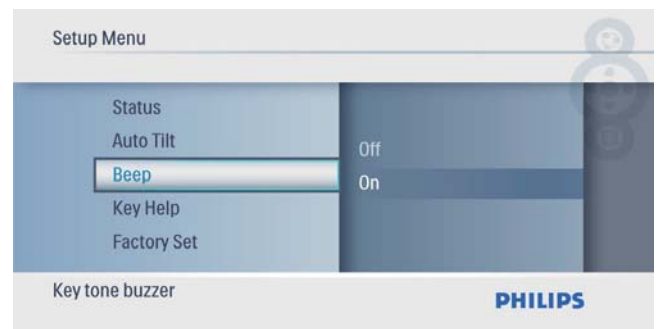 Setup Menu
Status
Auto Tilt
Beep
Key Help
Factory Set
Off
On
Key tone buzzer
PHILIPS